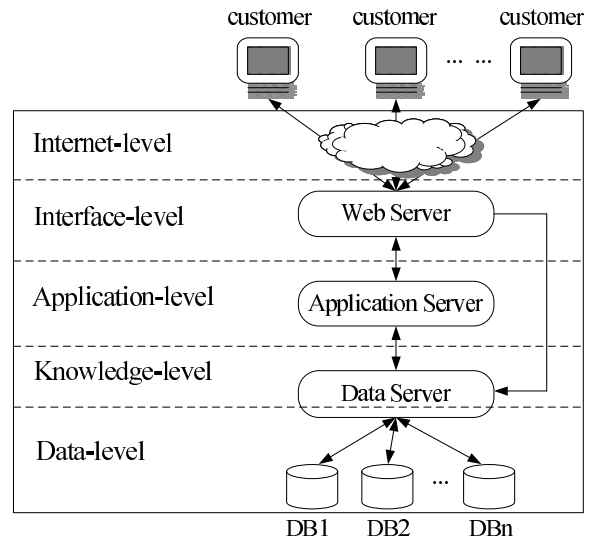 customer customer customer
... ...
Internet-level
Interface-level
Web Server
Application-level
Application Server
Knowledge-level
Data Server
Data-level
...
DB1 DB2 DBn